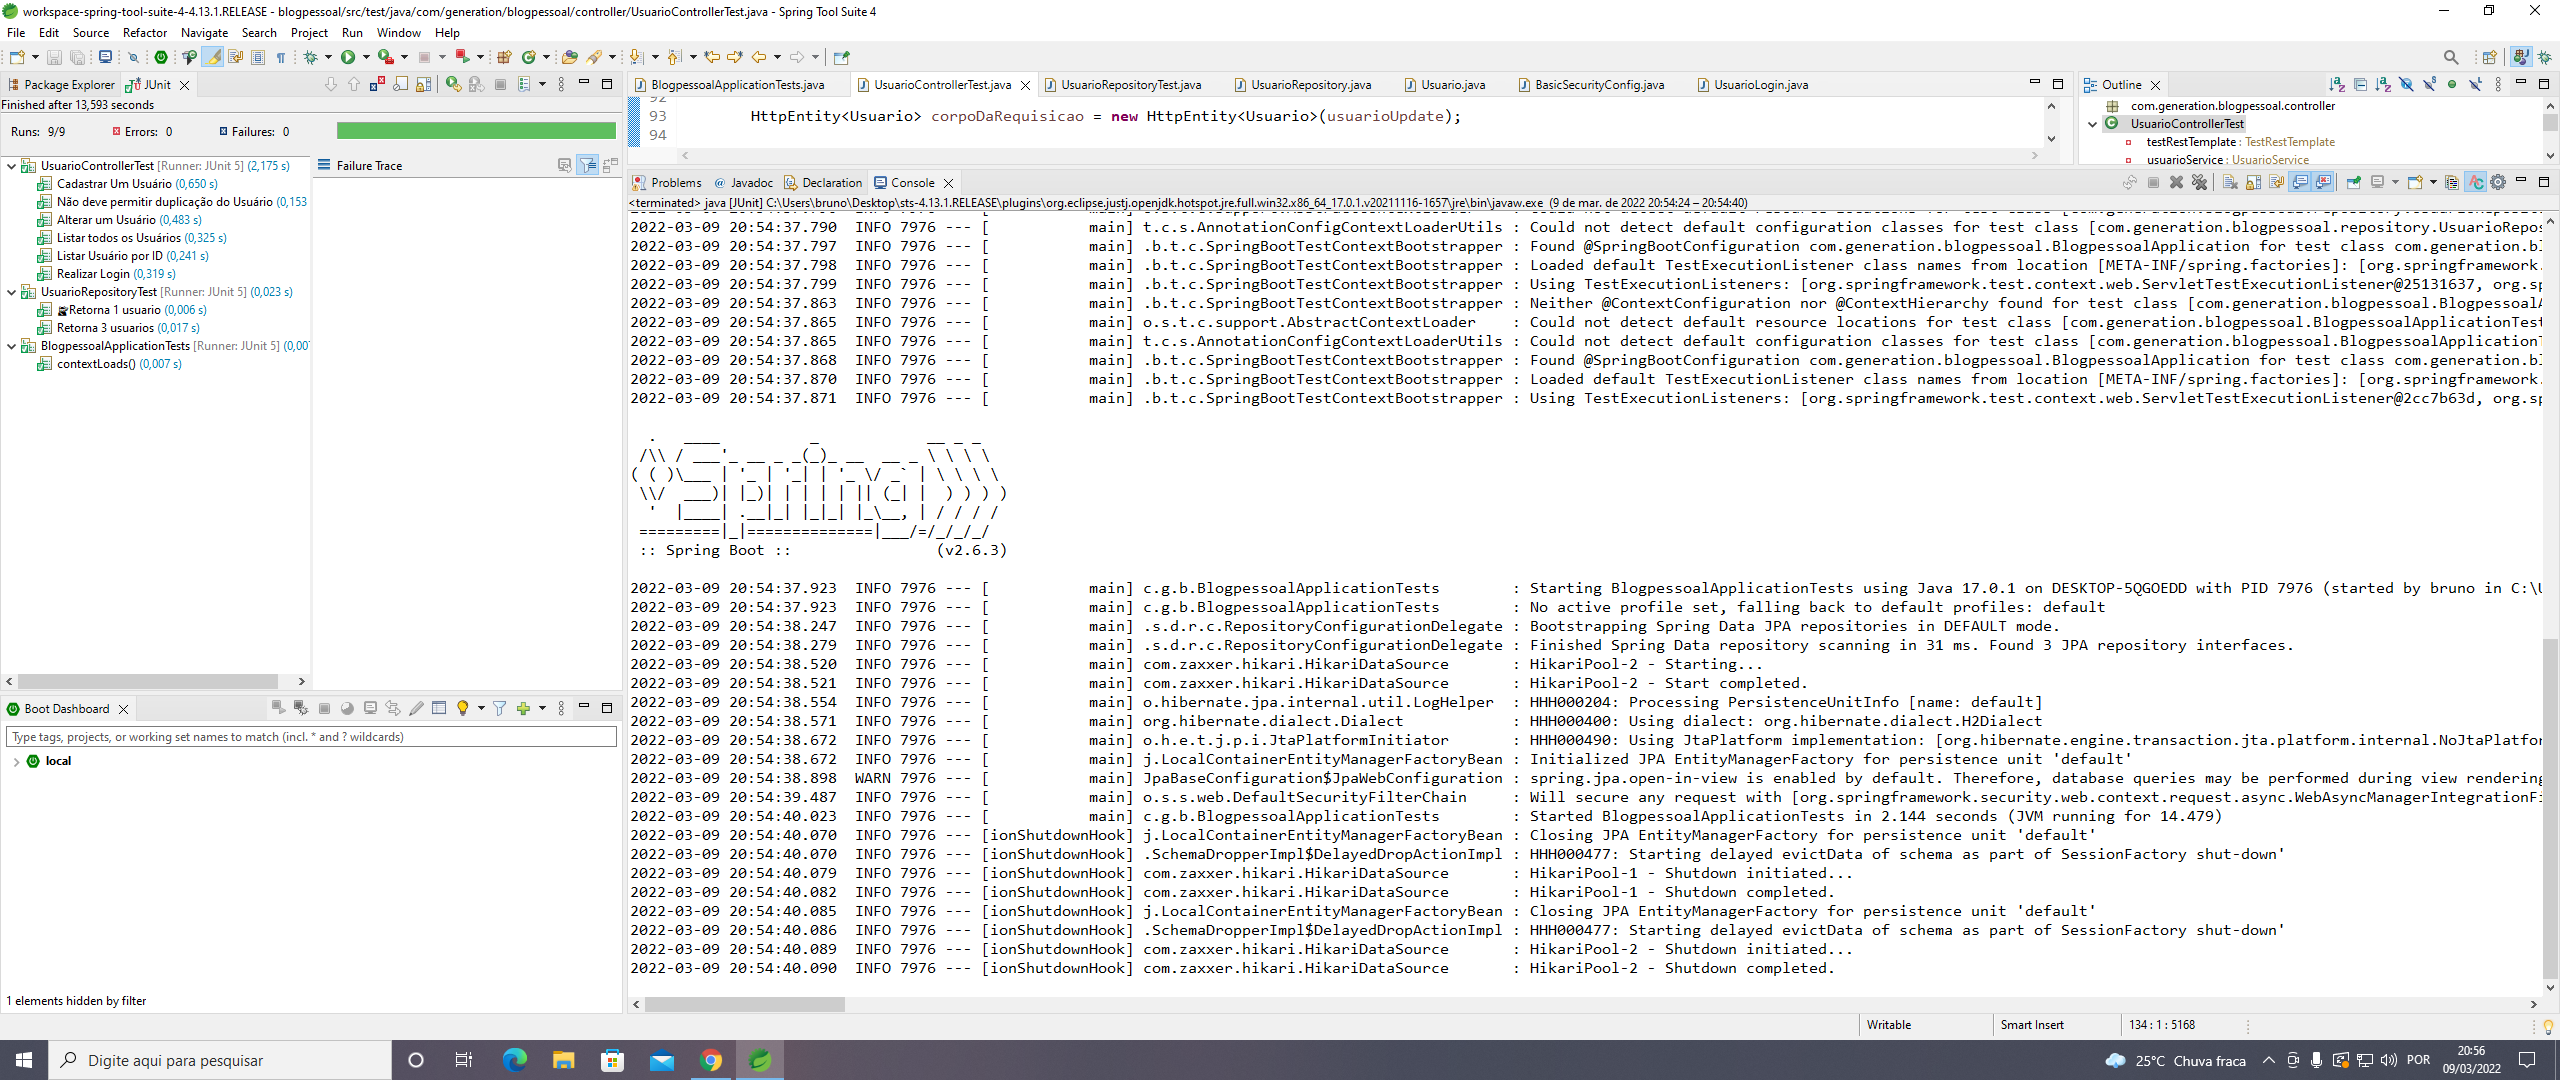 workspace-spring-tool-suite-4-4.13.1.RELEASE - blogpessoal/src/test/java/com/generation/blogpessoal/controller/UsuarioControllerTest.java - Spring Tool Suite 4
File Edit Source Refactor Navigate Search Project Run Window Help
Package Explorer JUnit
Finished after 13,593 seconds
Runs: 9/9 Errors: 0 Failures: 0
UsuarioControllerTest [Runner: JUnit 5] (2,175 s)
Cadastrar Um Usuário (0,650 s)
Não deve permitir duplicação do Usuário (0,153
Alterar um Usuário (0,483 s)
Listar todos os Usuários (0,325 s)
Listar Usuário por ID (0,241 s)
Realizar Login (0,319 s)
UsuarioRepositoryTest [Runner: JUnit 5] (0,023 s)
Retorna 1 usuario (0,006 s)
Retorna 3 usuarios (0,017 s)
BlogpessoalApplicationTests [Runner: JUnit 5] (0,00
contextLoads() (0,007 s)
Failure Trace
Boot Dashboard
Type tags, projects, or working set names to match (incl. * and ? wildcards)
local
1 elements hidden by filter
BlogpessoalApplicationTests.java UsuarioControllerTest.java UsuarioRepositoryTest.java UsuarioRepository.java Usuario.java BasicSecurityConfig.java UsuarioLogin.java
92
93 HttpEntity<Usuario> corpoDaRequisicao = new HttpEntity<Usuario>(usuarioUpdate);
94
Outline
com.generation.blogpessoal.controller
UsuarioControllerTest
testRestTemplate : TestRestTemplate
usuarioService : UsuarioService
Problems Javadoc Declaration Console
<terminated> java [JUnit] C:\Users\bruno\Desktop\sts-4.13.1.RELEASE\plugins\org.eclipse.justj.openjdk.hotspot.jre.full.win32.x86_64_17.0.1.v20211116-1657\jre\bin\javaw.exe (9 de mar. de 2022 20:54:24 – 20:54:40)
2022-03-09 20:54:37.790  INFO 7976 --- [           main] t.c.s.AnnotationConfigContextLoaderUtils : Could not detect default configuration classes for test class [com.generation.blogpessoal.repository.UsuarioRepos
2022-03-09 20:54:37.797  INFO 7976 --- [           main] .b.t.c.SpringBootTestContextBootstrapper : Found @SpringBootConfiguration com.generation.blogpessoal.BlogpessoalApplication for test class com.generation.bl
2022-03-09 20:54:37.798  INFO 7976 --- [           main] .b.t.c.SpringBootTestContextBootstrapper : Loaded default TestExecutionListener class names from location [META-INF/spring.factories]: [org.springframework.
2022-03-09 20:54:37.799  INFO 7976 --- [           main] .b.t.c.SpringBootTestContextBootstrapper : Using TestExecutionListeners: [org.springframework.test.context.web.ServletTestExecutionListener@25131637, org.sp
2022-03-09 20:54:37.863  INFO 7976 --- [           main] .b.t.c.SpringBootTestContextBootstrapper : Neither @ContextConfiguration nor @ContextHierarchy found for test class [com.generation.blogpessoal.BlogpessoalA
2022-03-09 20:54:37.865  INFO 7976 --- [           main] o.s.t.c.support.AbstractContextLoader    : Could not detect default resource locations for test class [com.generation.blogpessoal.BlogpessoalApplicationTest
2022-03-09 20:54:37.865  INFO 7976 --- [           main] t.c.s.AnnotationConfigContextLoaderUtils : Could not detect default configuration classes for test class [com.generation.blogpessoal.BlogpessoalApplicationT
2022-03-09 20:54:37.868  INFO 7976 --- [           main] .b.t.c.SpringBootTestContextBootstrapper : Found @SpringBootConfiguration com.generation.blogpessoal.BlogpessoalApplication for test class com.generation.bl
2022-03-09 20:54:37.870  INFO 7976 --- [           main] .b.t.c.SpringBootTestContextBootstrapper : Loaded default TestExecutionListener class names from location [META-INF/spring.factories]: [org.springframework.
2022-03-09 20:54:37.871  INFO 7976 --- [           main] .b.t.c.SpringBootTestContextBootstrapper : Using TestExecutionListeners: [org.springframework.test.context.web.ServletTestExecutionListener@2cc7b63d, org.sp
Spring
:: Spring Boot ::                (v2.6.3)
2022-03-09 20:54:37.923  INFO 7976 --- [           main] c.g.b.BlogpessoalApplicationTests        : Starting BlogpessoalApplicationTests using Java 17.0.1 on DESKTOP-5QGOEDD with PID 7976 (started by bruno in C:\U
2022-03-09 20:54:37.923  INFO 7976 --- [           main] c.g.b.BlogpessoalApplicationTests        : No active profile set, falling back to default profiles: default
2022-03-09 20:54:38.247  INFO 7976 --- [           main] .s.d.r.c.RepositoryConfigurationDelegate : Bootstrapping Spring Data JPA repositories in DEFAULT mode.
2022-03-09 20:54:38.279  INFO 7976 --- [           main] .s.d.r.c.RepositoryConfigurationDelegate : Finished Spring Data repository scanning in 31 ms. Found 3 JPA repository interfaces.
2022-03-09 20:54:38.520  INFO 7976 --- [           main] com.zaxxer.hikari.HikariDataSource       : HikariPool-2 - Starting...
2022-03-09 20:54:38.521  INFO 7976 --- [           main] com.zaxxer.hikari.HikariDataSource       : HikariPool-2 - Start completed.
2022-03-09 20:54:38.554  INFO 7976 --- [           main] o.hibernate.jpa.internal.util.LogHelper  : HHH000204: Processing PersistenceUnitInfo [name: default]
2022-03-09 20:54:38.571  INFO 7976 --- [           main] org.hibernate.dialect.Dialect            : HHH000400: Using dialect: org.hibernate.dialect.H2Dialect
2022-03-09 20:54:38.672  INFO 7976 --- [           main] o.h.e.t.j.p.i.JtaPlatformInitiator       : HHH000490: Using JtaPlatform implementation: [org.hibernate.engine.transaction.jta.platform.internal.NoJtaPlatfor
2022-03-09 20:54:38.672  INFO 7976 --- [           main] j.LocalContainerEntityManagerFactoryBean : Initialized JPA EntityManagerFactory for persistence unit 'default'
2022-03-09 20:54:38.898  WARN 7976 --- [           main] JpaBaseConfiguration$JpaWebConfiguration : spring.jpa.open-in-view is enabled by default. Therefore, database queries may be performed during view rendering
2022-03-09 20:54:39.487  INFO 7976 --- [           main] o.s.s.web.DefaultSecurityFilterChain     : Will secure any request with [org.springframework.security.web.context.request.async.WebAsyncManagerIntegrationFi
2022-03-09 20:54:40.023  INFO 7976 --- [           main] c.g.b.BlogpessoalApplicationTests        : Started BlogpessoalApplicationTests in 2.144 seconds (JVM running for 14.479)
2022-03-09 20:54:40.070  INFO 7976 --- [ionShutdownHook] j.LocalContainerEntityManagerFactoryBean : Closing JPA EntityManagerFactory for persistence unit 'default'
2022-03-09 20:54:40.070  INFO 7976 --- [ionShutdownHook] .SchemaDropperImpl$DelayedDropActionImpl : HHH000477: Starting delayed evictData of schema as part of SessionFactory shut-down'
2022-03-09 20:54:40.079  INFO 7976 --- [ionShutdownHook] com.zaxxer.hikari.HikariDataSource       : HikariPool-1 - Shutdown initiated...
2022-03-09 20:54:40.082  INFO 7976 --- [ionShutdownHook] com.zaxxer.hikari.HikariDataSource       : HikariPool-1 - Shutdown completed.
2022-03-09 20:54:40.085  INFO 7976 --- [ionShutdownHook] j.LocalContainerEntityManagerFactoryBean : Closing JPA EntityManagerFactory for persistence unit 'default'
2022-03-09 20:54:40.086  INFO 7976 --- [ionShutdownHook] .SchemaDropperImpl$DelayedDropActionImpl : HHH000477: Starting delayed evictData of schema as part of SessionFactory shut-down'
2022-03-09 20:54:40.089  INFO 7976 --- [ionShutdownHook] com.zaxxer.hikari.HikariDataSource       : HikariPool-2 - Shutdown initiated...
2022-03-09 20:54:40.090  INFO 7976 --- [ionShutdownHook] com.zaxxer.hikari.HikariDataSource       : HikariPool-2 - Shutdown completed.
Writable Smart Insert 134 : 1 : 5168
Digite aqui para pesquisar
25°C Chuva fraca
POR
20:56
09/03/2022